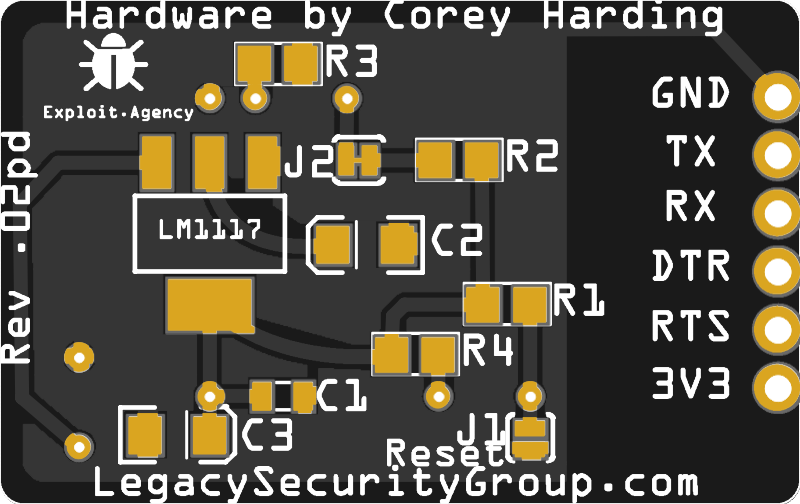 Hardware by Corey Harding
R3
Exploit.Agency
GND
J2
R2
TX
RX
LM1117
C2
DTR
Rev .02pd
R1
RTS
R4
3V3
C1
C3
J1
Reset
LegacySecurityGroup.com